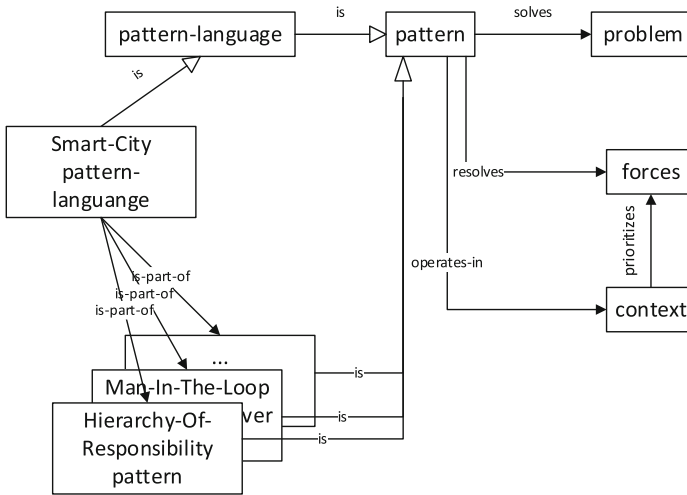 is
solves
pattern-language
pattern
problem
is
Smart-City
pattern-
languange
resolves
forces
prioritizes
operates-in
is-part-of
is-part-of
is-part-of
context
...
is
Man-In-The-Loop
ver
is
Hierarchy-Of-
Responsibility
pattern
is